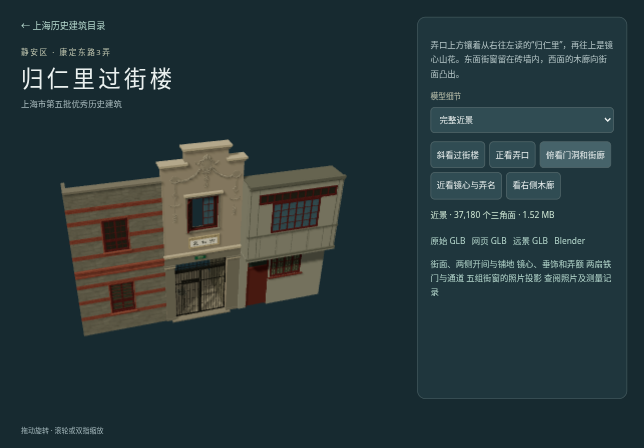 ← 上海历史建筑目录
静安区 · 康定东路3弄
归仁里过街楼
上海市第五批优秀历史建筑
拖动旋转 · 滚轮或双指缩放
弄口上方镶着从右往左读的“归仁里”，再往上是镜
心山花。东面街窗留在砖墙内，西面的木廊向街
面凸出。
模型细节
完整近景
斜看过街楼 正看弄口 俯看门洞和街廊
近看镜心与弄名 看右侧木廊
近景 · 37,180 个三角面 · 1.52 MB
原始 GLB 网页 GLB 远景 GLB Blender
街面、两侧开间与铺地 镜心、垂饰和弄额 两扇铁
门与通道 五组街窗的照片投影 查阅照片及测量记
录